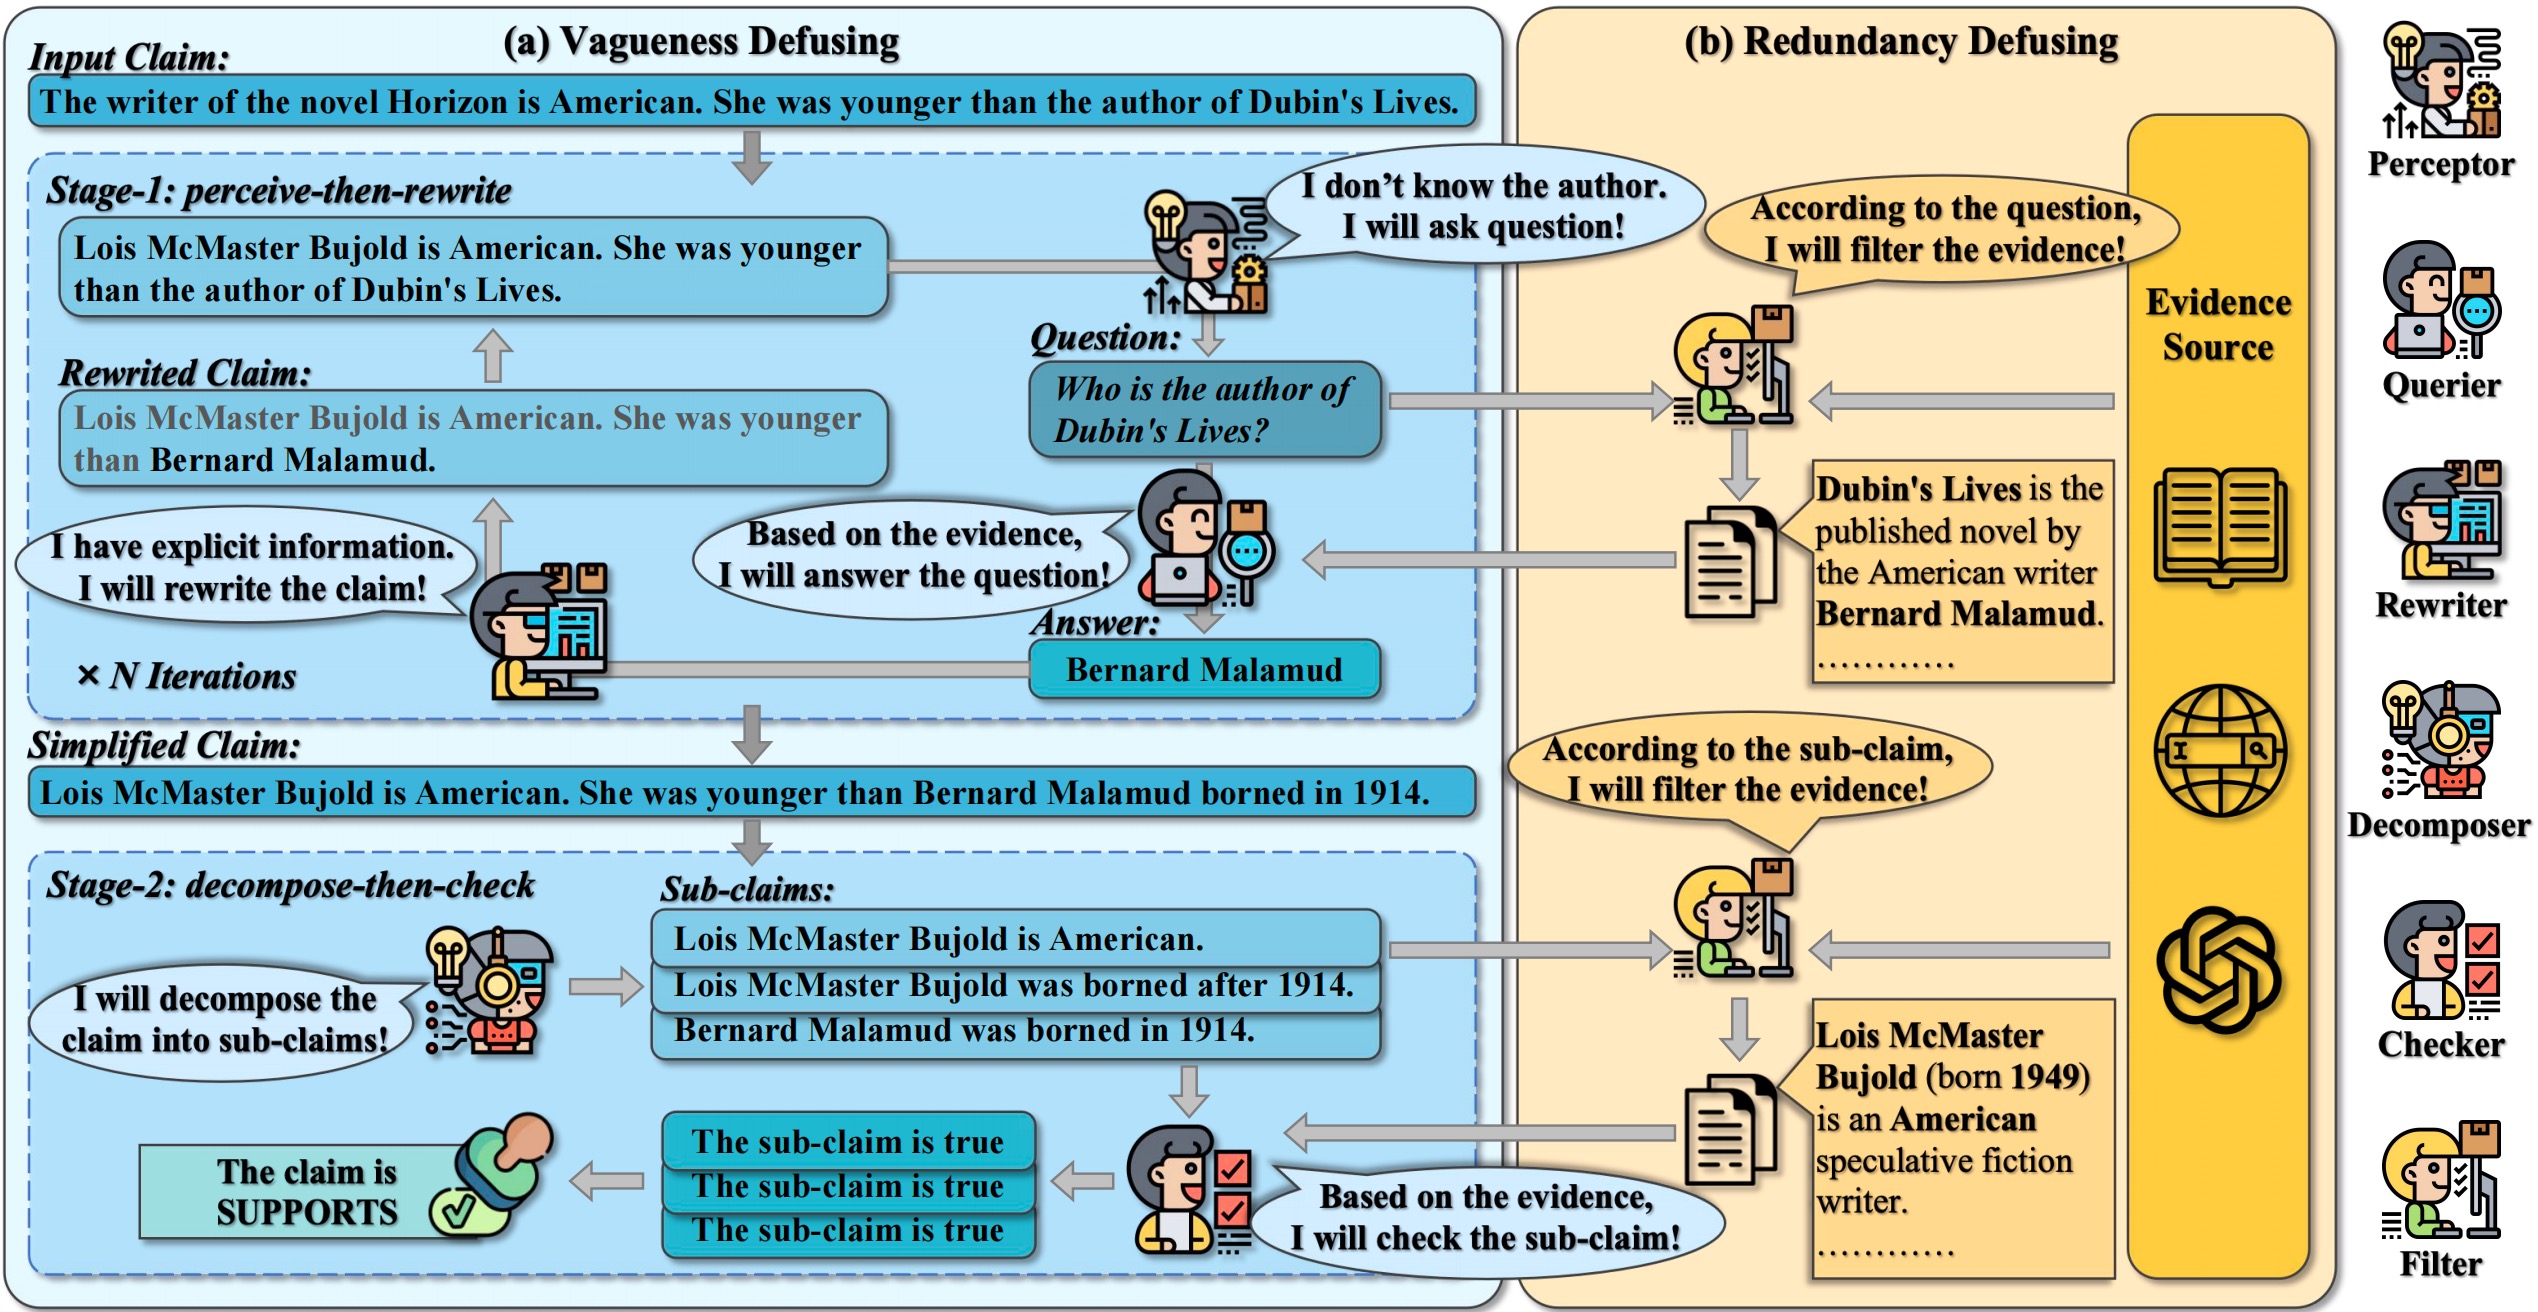 (a) Vagueness Defusing
Input Claim:
The writer of the novel Horizon is American. She was younger than the author of Dubin's Lives.
Stage-1: perceive-then-rewrite
Lois McMaster Bujold is American. She was younger
than the author of Dubin's Lives.
I don’t know the author.
I will ask question!
Question:
Who is the author of
Dubin's Lives?
Rewrited Claim:
Lois McMaster Bujold is American. She was younger
than Bernard Malamud.
I have explicit information.
I will rewrite the claim!
Based on the evidence,
I will answer the question!
Answer:
Bernard Malamud
× N Iterations
Simplified Claim:
Lois McMaster Bujold is American. She was younger than Bernard Malamud borned in 1914.
Stage-2: decompose-then-check
I will decompose the
claim into sub-claims!
Sub-claims:
Lois McMaster Bujold is American.
Lois McMaster Bujold was borned after 1914.
Bernard Malamud was borned in 1914.
Based on the evidence,
I will check the sub-claim!
The sub-claim is true
The sub-claim is true
The sub-claim is true
The claim is
SUPPORTS
(b) Redundancy Defusing
According to the question,
I will filter the evidence!
Evidence
Source
Dubin's Lives is the
published novel by
the American writer
Bernard Malamud.
............
According to the sub-claim,
I will filter the evidence!
Lois McMaster
Bujold (born 1949)
is an American
speculative fiction
writer.
............
Perceptor
Querier
Rewriter
Decomposer
Checker
Filter